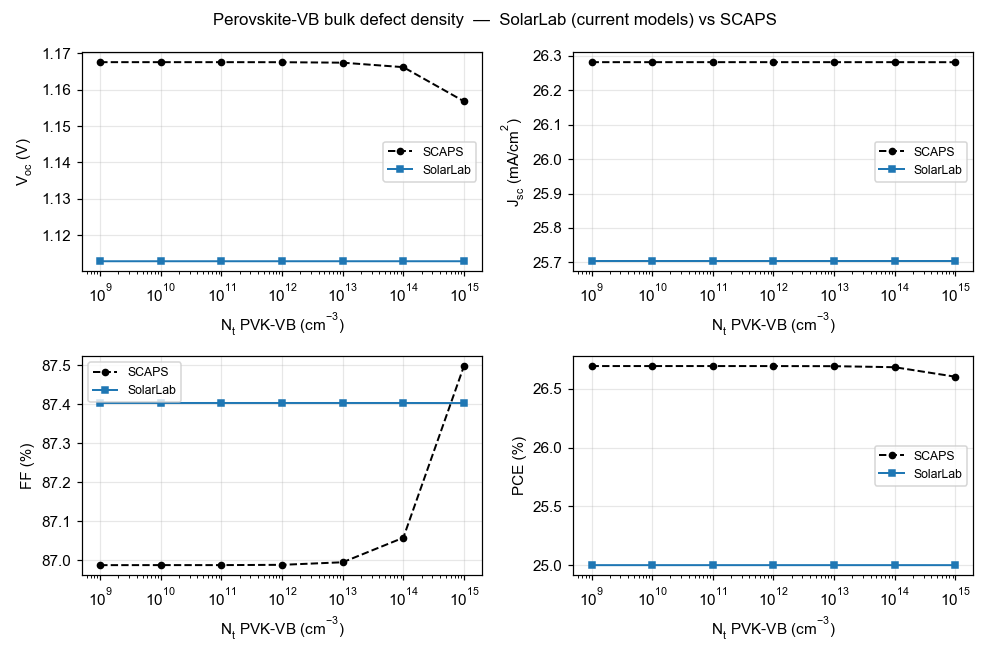 Perovskite-VB bulk defect density — SolarLab (current models) vs SCAPS
1.17
1.16
1.15
1.14
1.13
1.12
V_oc (V)
SCAPS
SolarLab
10^9 10^10 10^11 10^12 10^13 10^14 10^15
N_t PVK-VB (cm^−3)
26.3
26.2
26.1
26.0
25.9
25.8
25.7
J_sc (mA/cm^2)
SCAPS
SolarLab
10^9 10^10 10^11 10^12 10^13 10^14 10^15
N_t PVK-VB (cm^−3)
87.5
87.4
87.3
87.2
87.1
87.0
FF (%)
SCAPS
SolarLab
10^9 10^10 10^11 10^12 10^13 10^14 10^15
N_t PVK-VB (cm^−3)
26.5
26.0
25.5
25.0
PCE (%)
SCAPS
SolarLab
10^9 10^10 10^11 10^12 10^13 10^14 10^15
N_t PVK-VB (cm^−3)